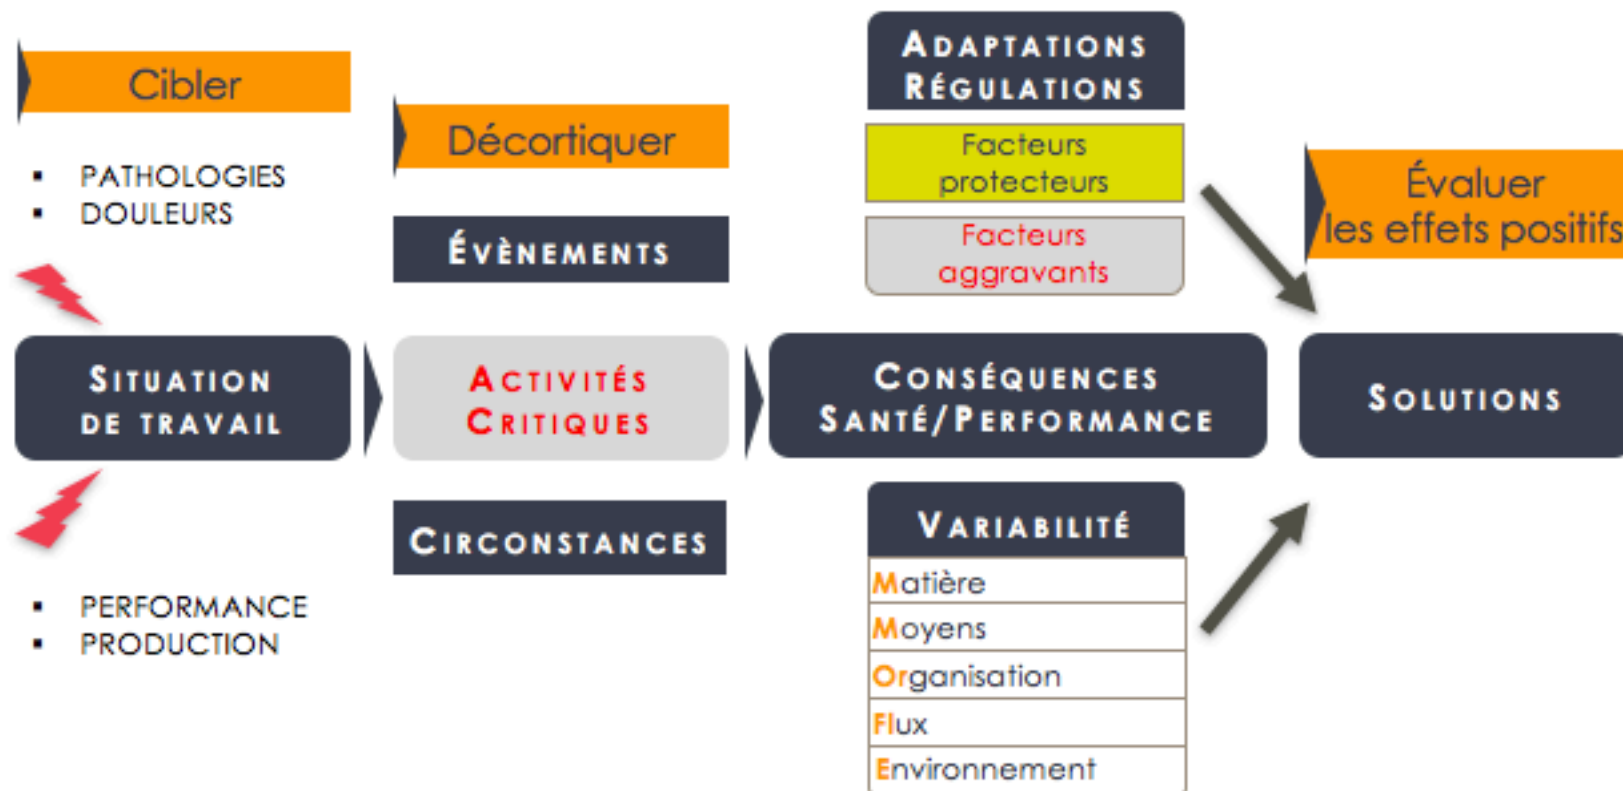 Cibler
PATHOLOGIES
DOULEURS
SITUATION
DE TRAVAIL
PERFORMANCE
PRODUCTION
Décortiquer
ÉVÈNEMENTS
ACTIVITÉS
CRITIQUES
CIRCONSTANCES
ADAPTATIONS
RÉGULATIONS
Facteurs
protecteurs
Facteurs
aggravants
CONSÉQUENCES
SANTÉ/PERFORMANCE
VARIABILITÉ
Matière
Moyens
Organisation
Flux
Environnement
Évaluer
les effets positifs
SOLUTIONS